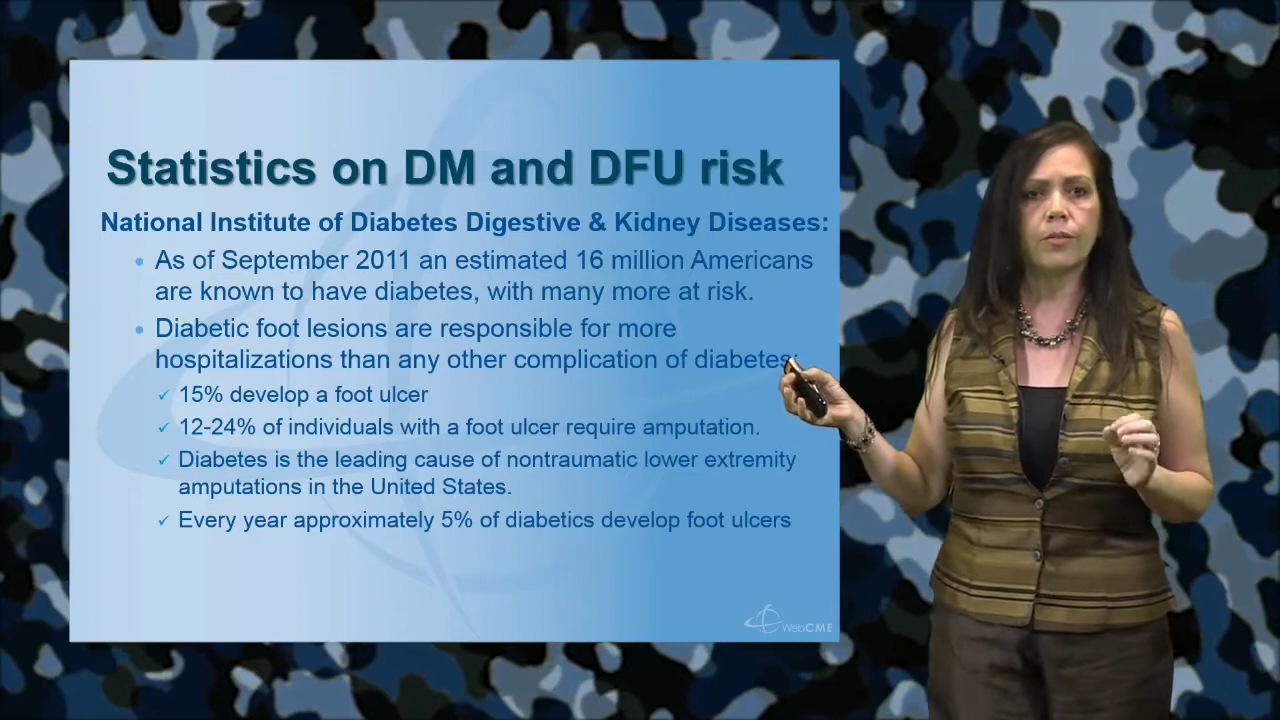 Statistics on DM and DFU risk
National Institute of Diabetes Digestive & Kidney Diseases:
As of September 2011 an estimated 16 million Americans
are known to have diabetes, with many more at risk.
Diabetic foot lesions are responsible for more
hospitalizations than any other complication of diabetes:
15% develop a foot ulcer
12-24% of individuals with a foot ulcer require amputation.
Diabetes is the leading cause of nontraumatic lower extremity
amputations in the United States.
Every year approximately 5% of diabetics develop foot ulcers
WebCME